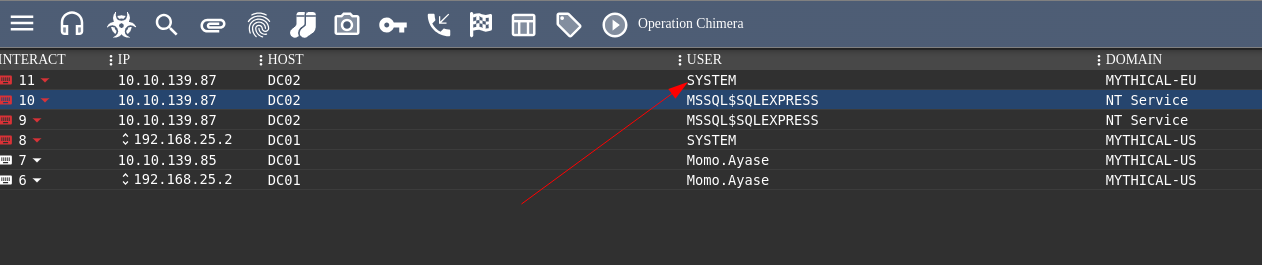 Operation Chimera
INTERACT IP HOST USER DOMAIN
11 10.10.139.87 DC02 SYSTEM MYTHICAL-EU
10 10.10.139.87 DC02 MSSQL$SQLEXPRESS NT Service
9 10.10.139.87 DC02 MSSQL$SQLEXPRESS NT Service
8 192.168.25.2 DC01 SYSTEM MYTHICAL-US
7 10.10.139.85 DC01 Momo.Ayase MYTHICAL-US
6 192.168.25.2 DC01 Momo.Ayase MYTHICAL-US